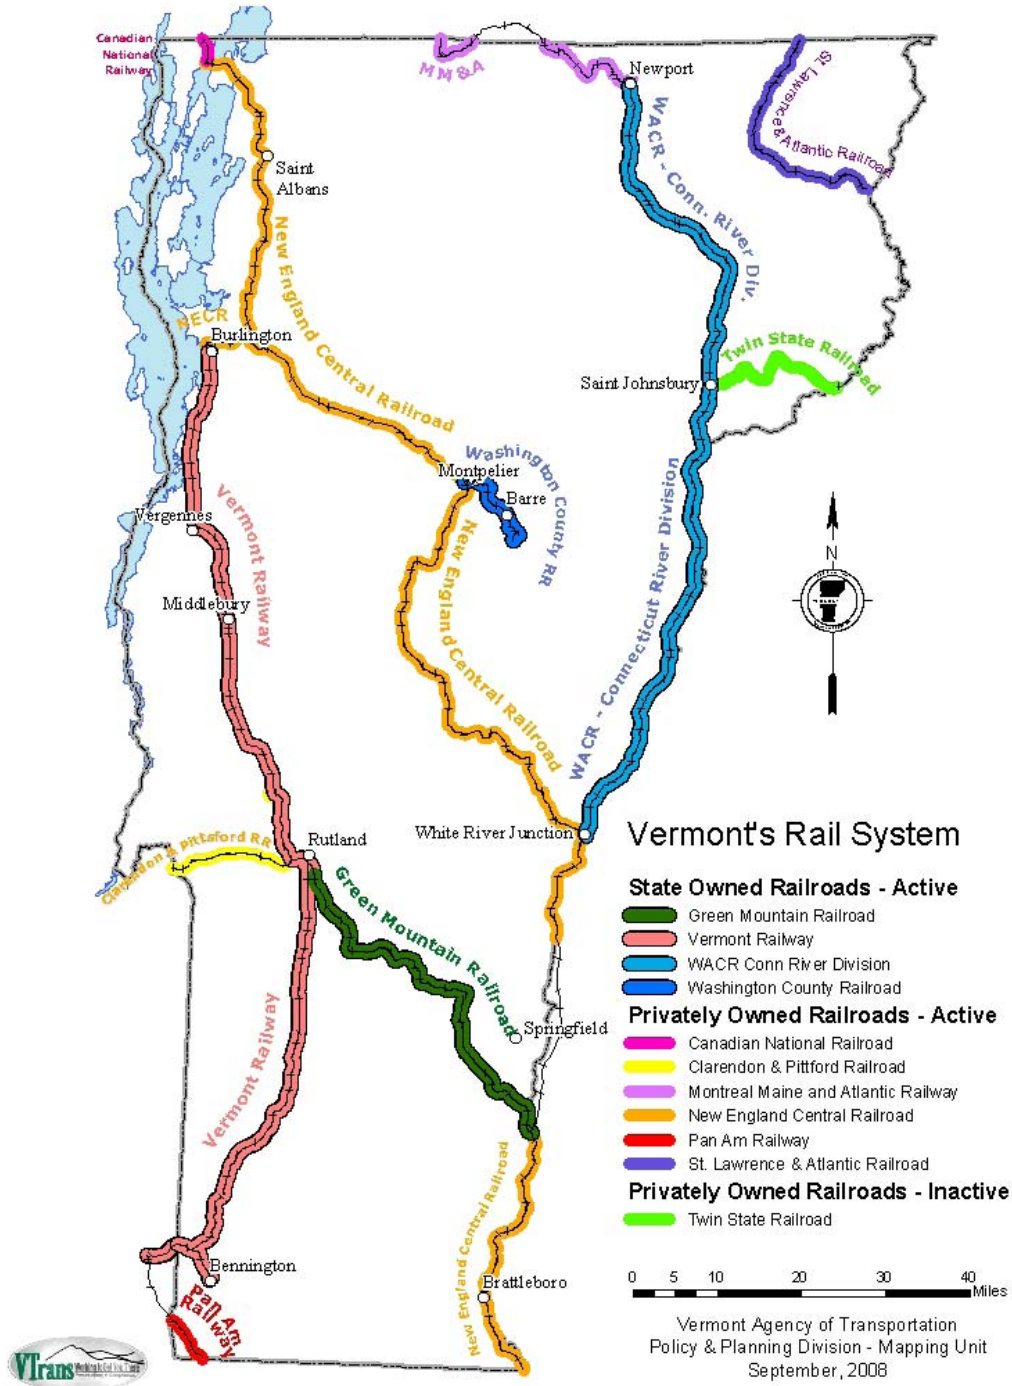 Canadian
National
Railway
MM&A
Newport
St. Lawrence & Atlantic Railroad
WACR - Conn. River Div.
Saint
Albans
New England Central Railroad
NECR
Burlington
Twin State Railroad
Saint Johnsbury
Washington County RR
Montpelier
Barre
Vergennes
Vermont Railway
New England Central Railroad
WACR - Connecticut River Division
N
Middlebury
White River Junction
Clarendon & Pittsford RR
Rutland
Green Mountain Railroad
Springfield
Vermont Railway
New England Central Railroad
Bennington
Brattleboro
Pan Am
Railway
Vermont's Rail System
State Owned Railroads - Active
Green Mountain Railroad
Vermont Railway
WACR Conn River Division
Washington County Railroad
Privately Owned Railroads - Active
Canadian National Railroad
Clarendon & Pittford Railroad
Montreal Maine and Atlantic Railway
New England Central Railroad
Pan Am Railway
St. Lawrence & Atlantic Railroad
Privately Owned Railroads - Inactive
Twin State Railroad
0 5 10 20 30 40
Miles
Vermont Agency of Transportation
Policy & Planning Division - Mapping Unit
September, 2008
VTrans